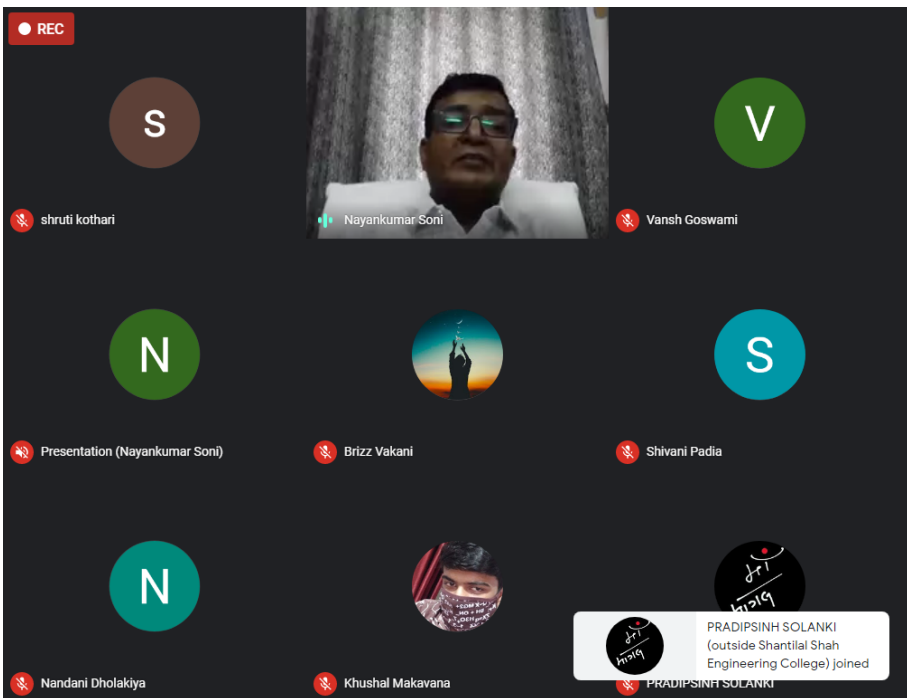 REC
S
V
shruti kothari
Nayankumar Soni
Vansh Goswami
N
S
Presentation (Nayankumar Soni)
Brizz Vakani
Shivani Padia
N
Nandani Dholakiya
Khushal Makavana
PRADIPSINH SOLANKI
(outside Shantilal Shah
Engineering College) joined
PRADIPSINH SOLANKI